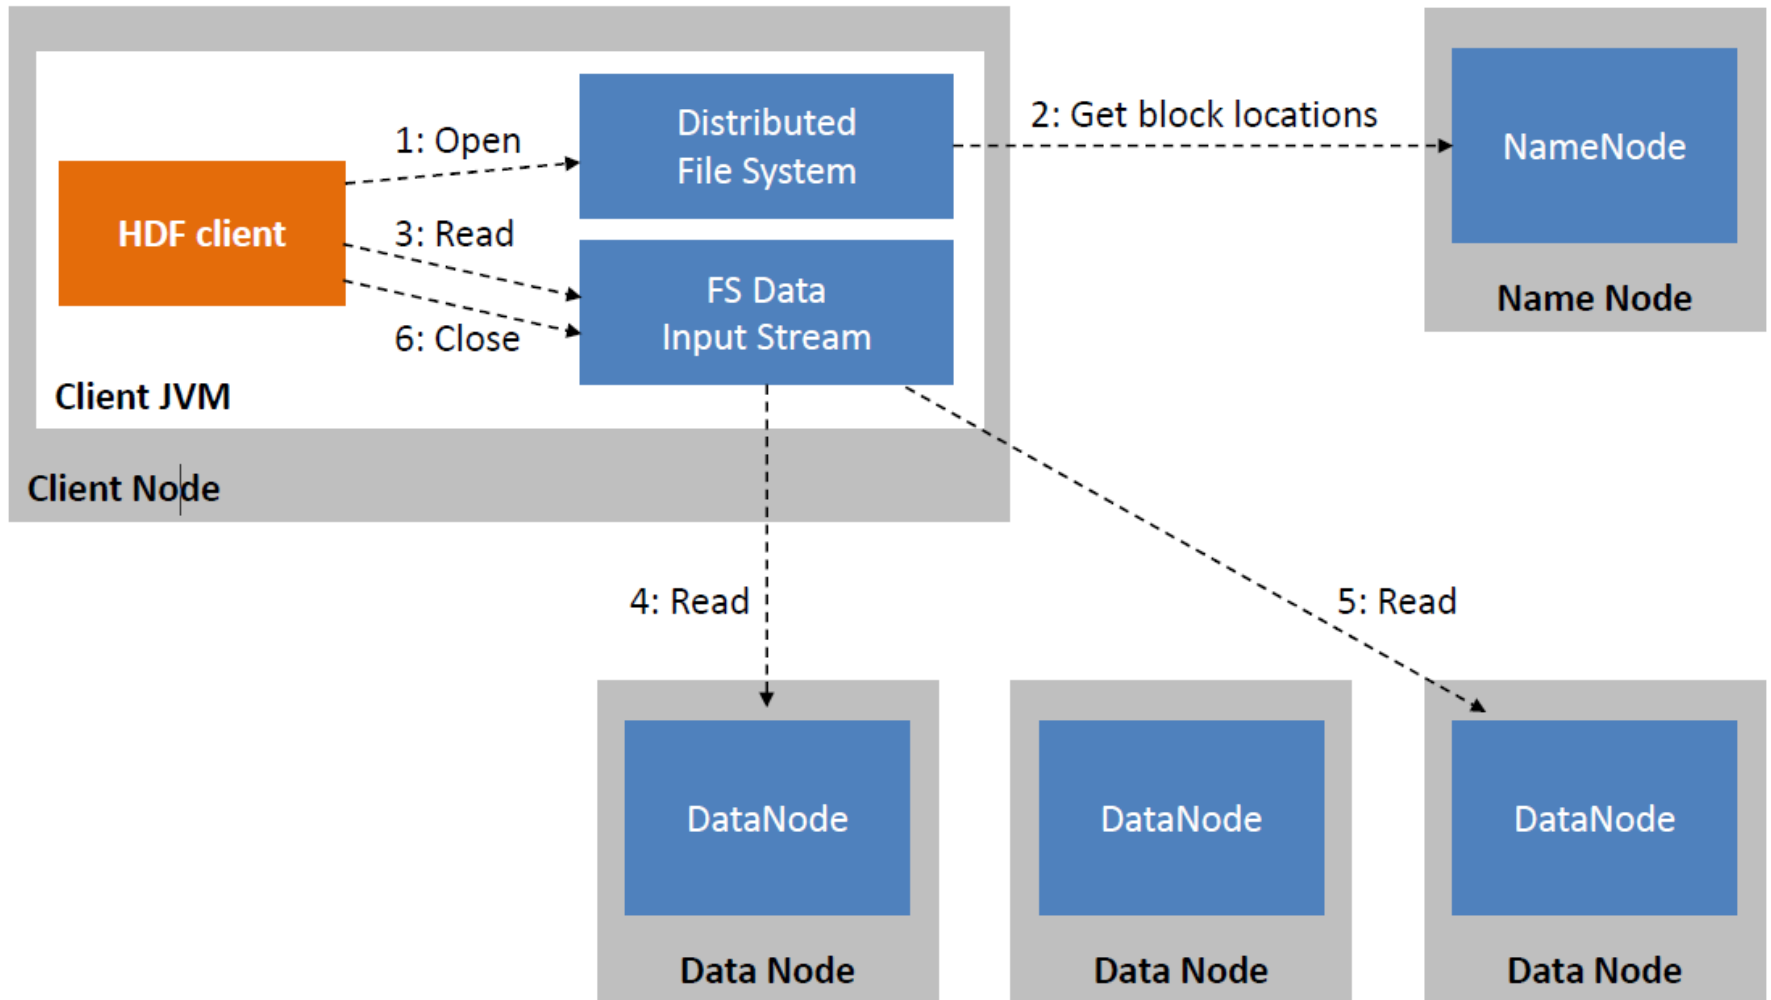 Distributed
File System
1: Open
2: Get block locations
NameNode
HDF client
3: Read
FS Data
Input Stream
6: Close
Name Node
Client JVM
Client Node
4: Read
5: Read
DataNode
DataNode
DataNode
Data Node
Data Node
Data Node